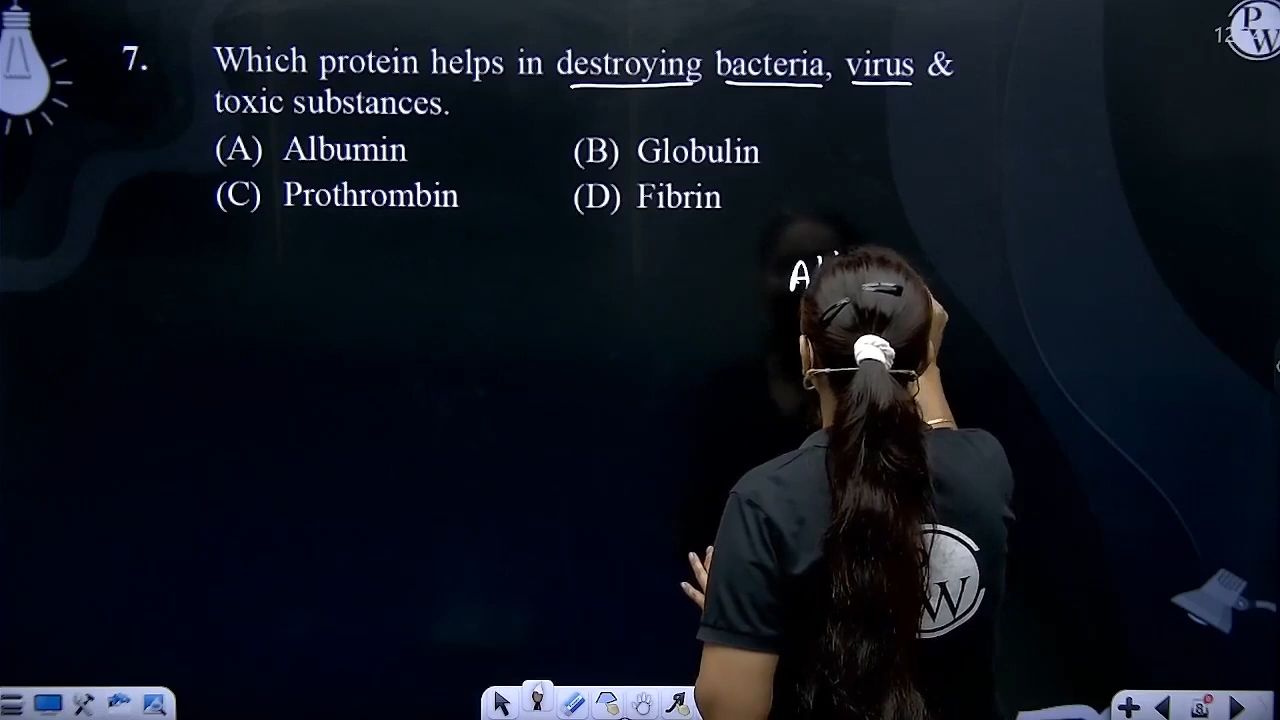 7. Which protein helps in destroying bacteria, virus &
toxic substances.
(A) Albumin (B) Globulin
(C) Prothrombin (D) Fibrin
P
W
W